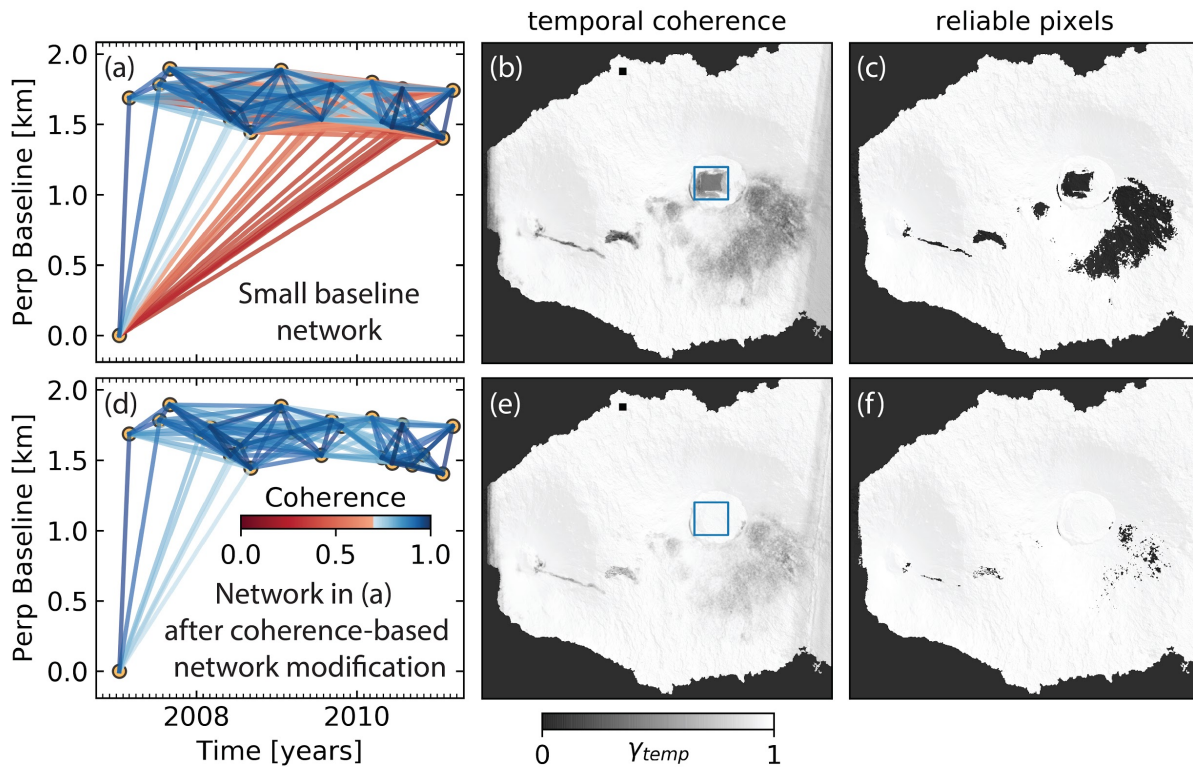 temporal coherence
reliable pixels
(a)
(b)
(c)
Perp Baseline [km]
2.0
1.5
1.0
0.5
0.0
Small baseline
network
(d)
(e)
(f)
Perp Baseline [km]
2.0
1.5
1.0
0.5
0.0
Coherence
0.0 0.5 1.0
Network in (a)
after coherence-based
network modification
2008 2010
Time [years]
0 γtemp 1